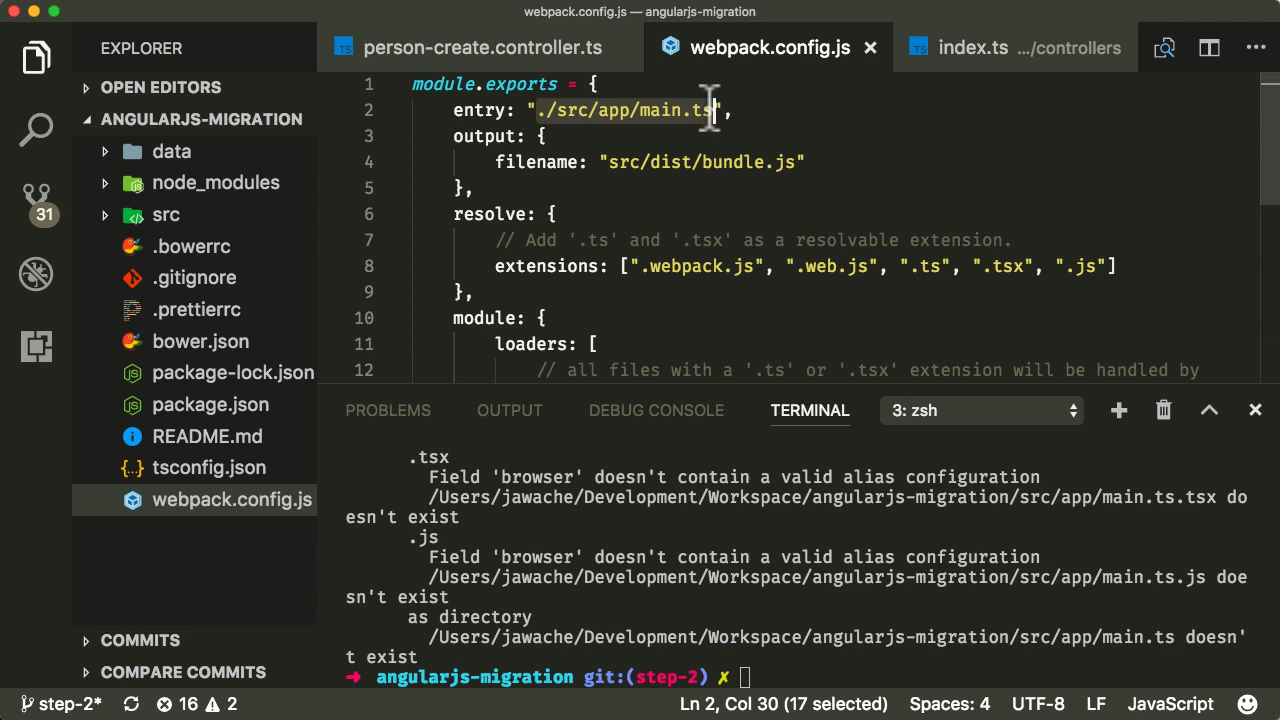 webpack.config.js — angularjs-migration
EXPLORER
person-create.controller.ts
webpack.config.js
index.ts .../controllers
OPEN EDITORS
ANGULARJS-MIGRATION
data
node_modules
src
.bowerrc
.gitignore
.prettierrc
bower.json
package-lock.json
package.json
README.md
tsconfig.json
webpack.config.js
COMMITS
COMPARE COMMITS
31
1 module.exports = {
2 entry: "./src/app/main.ts",
3 output: {
4 filename: "src/dist/bundle.js"
5 },
6 resolve: {
7 // Add '.ts' and '.tsx' as a resolvable extension.
8 extensions: [".webpack.js", ".web.js", ".ts", ".tsx", ".js"]
9 },
10 module: {
11 loaders: [
12 // all files with a '.ts' or '.tsx' extension will be handled by
PROBLEMS OUTPUT DEBUG CONSOLE TERMINAL 3: zsh
.tsx
Field 'browser' doesn't contain a valid alias configuration
/Users/jawache/Development/Workspace/angularjs-migration/src/app/main.ts.tsx do
esn't exist
.js
Field 'browser' doesn't contain a valid alias configuration
/Users/jawache/Development/Workspace/angularjs-migration/src/app/main.ts.js doe
sn't exist
as directory
/Users/jawache/Development/Workspace/angularjs-migration/src/app/main.ts doesn'
t exist
➜ angularjs-migration git:(step-2) ✗
step-2* 16 2 Ln 2, Col 30 (17 selected) Spaces: 4 UTF-8 LF JavaScript